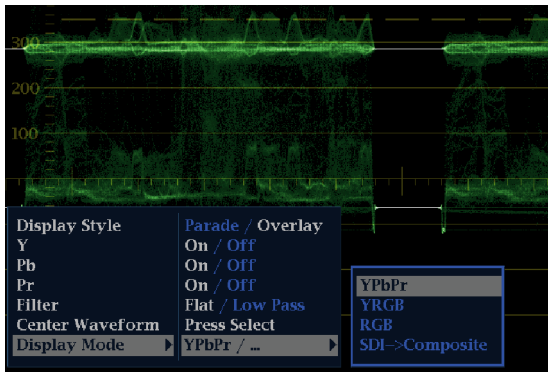 300
200
100
Display Style Parade / Overlay
Y On / Off
Pb On / Off
Pr On / Off
Filter Flat / Low Pass
Center Waveform Press Select
Display Mode YPbPr / ...
YPbPr
YRGB
RGB
SDI->Composite